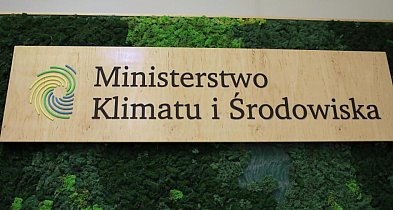 Ministerstwo
Klimatu i Środowiska